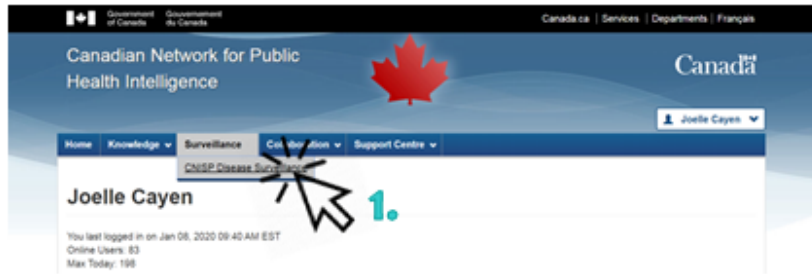 Government of Canada Gouvernement du Canada
Canada.ca | Services | Departments | Français
Canadian Network for Public
Health Intelligence
Canada
Joelle Cayen
Home Knowledge Surveillance Collaboration Support Centre
CNISP Disease Surveillance
Joelle Cayen
1.
You last logged in on Jan 08, 2020 09:40 AM EST
Online Users: 83
Max Today: 198